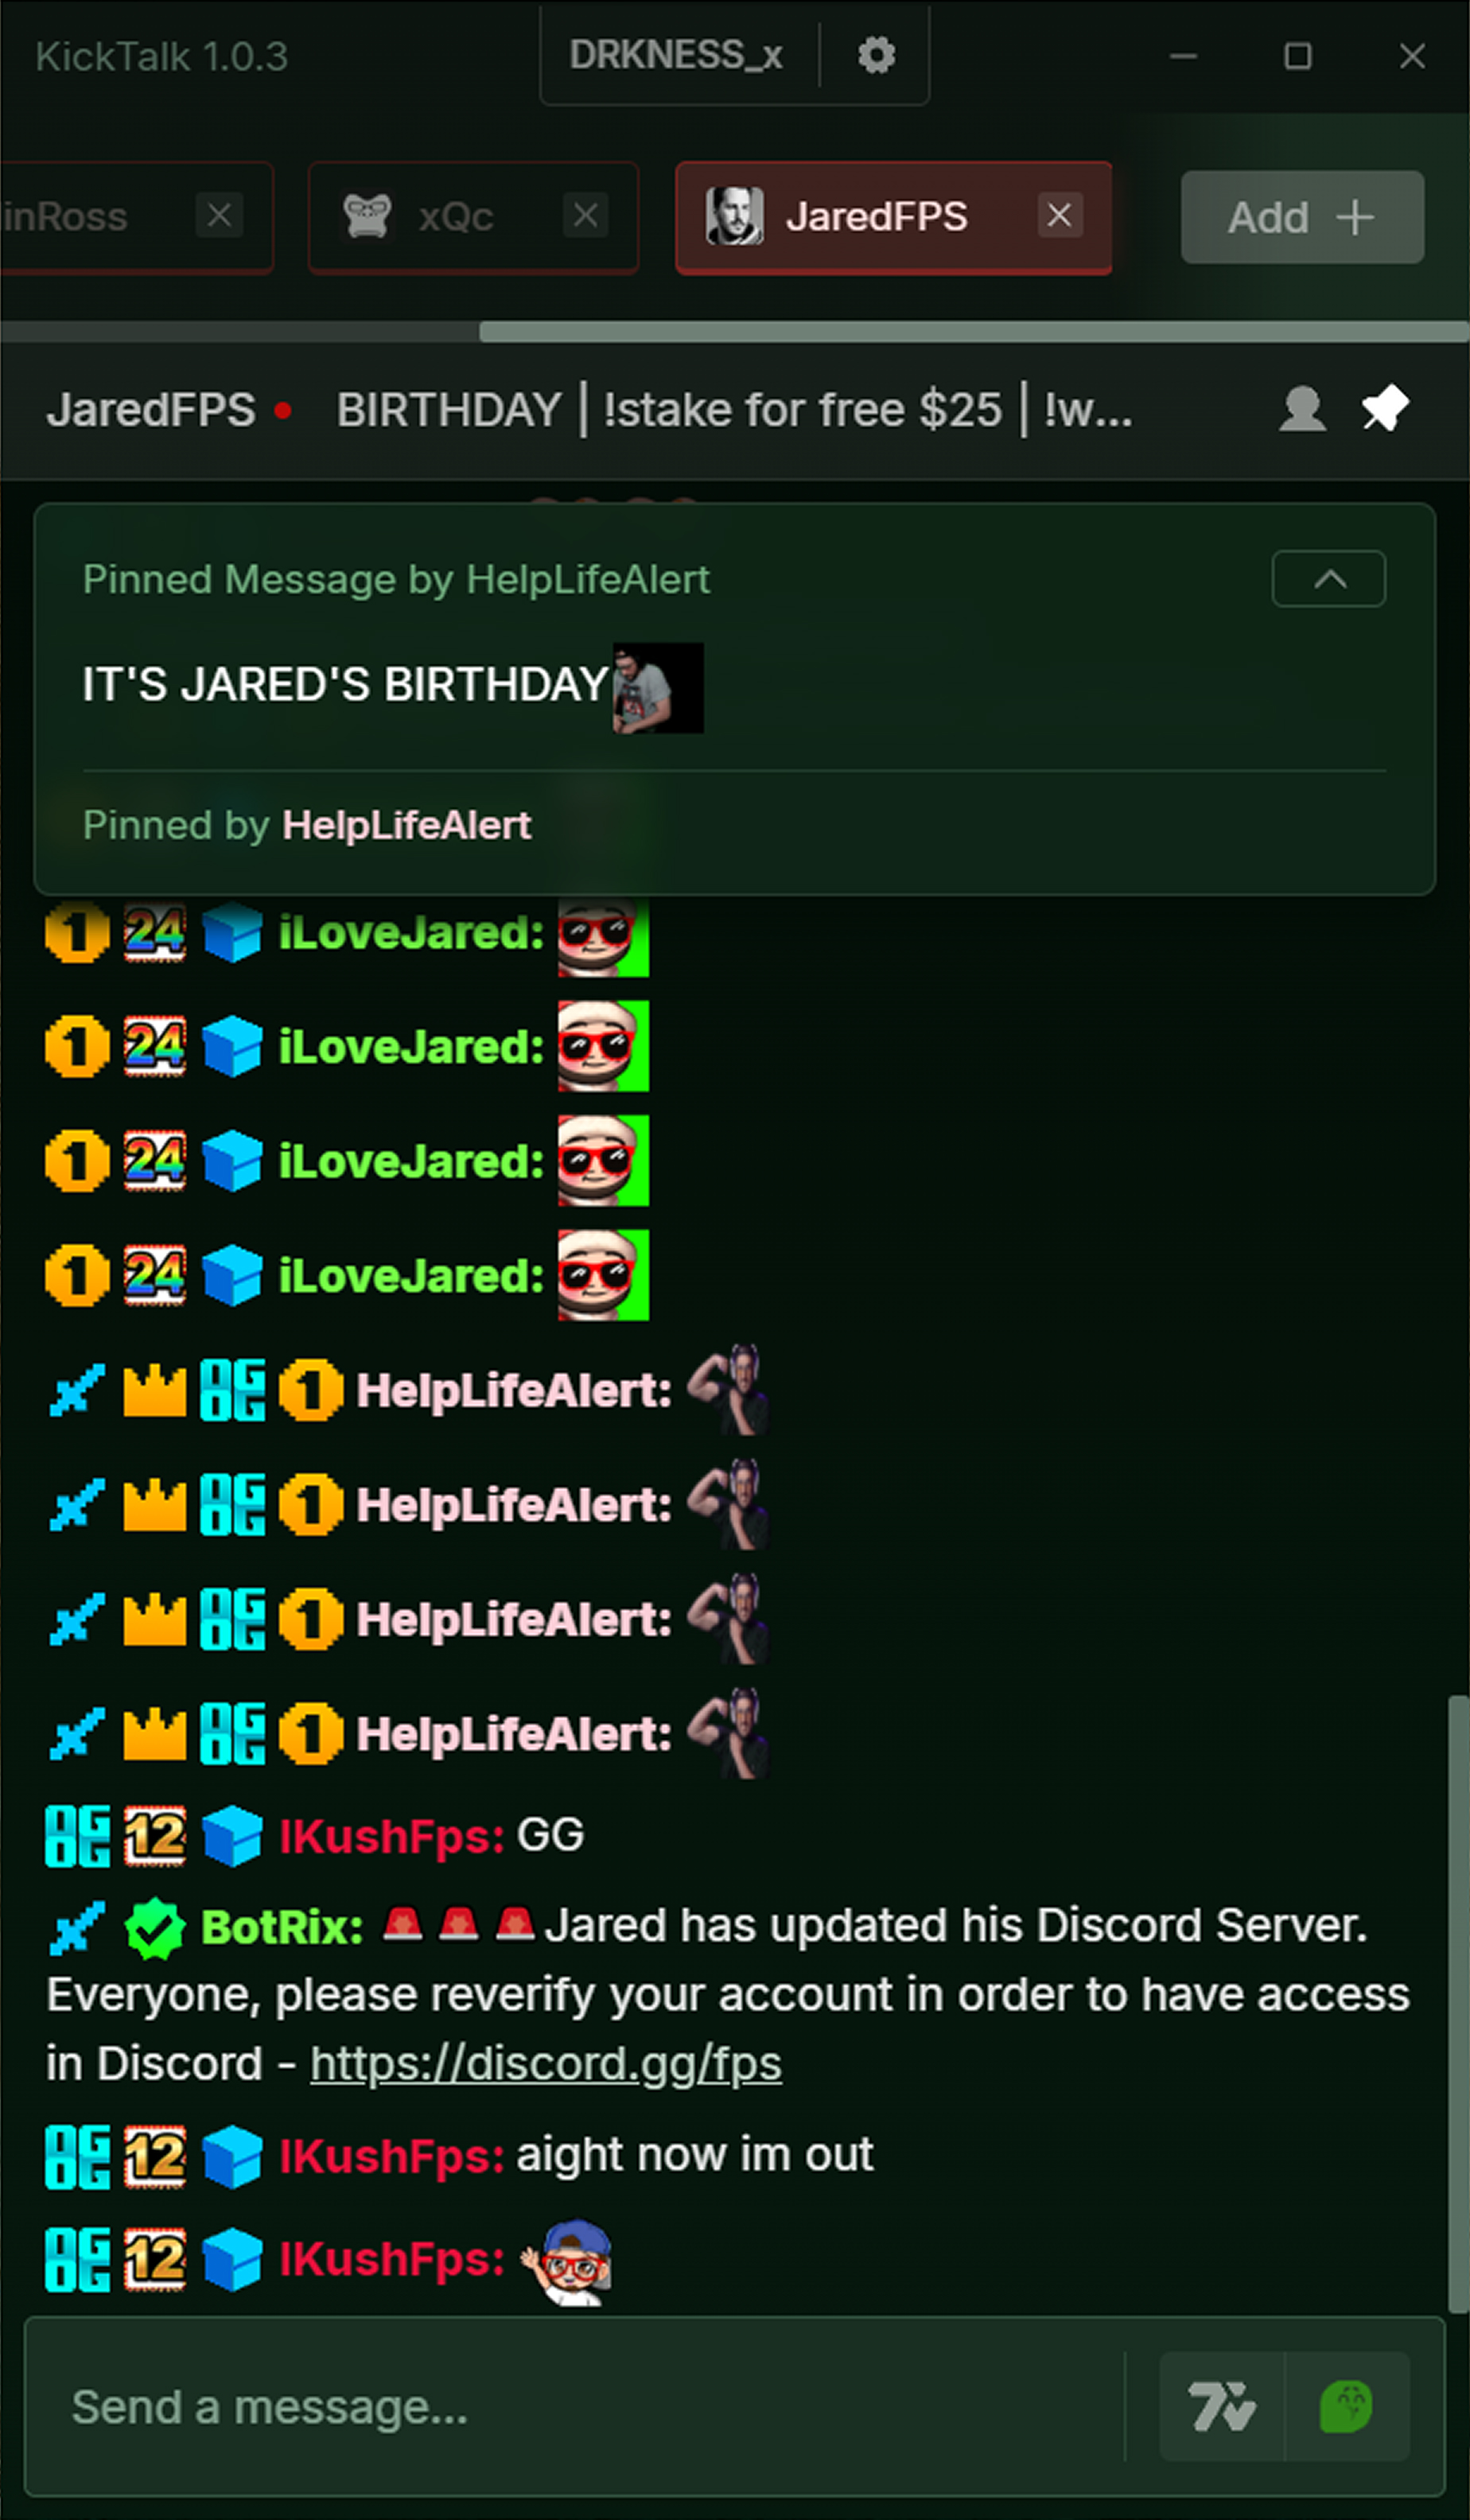 KickTalk 1.0.3
DRKNESS_x
inRoss
xQc
JaredFPS
Add +
JaredFPS
BIRTHDAY | !stake for free $25 | !w...
Pinned Message by HelpLifeAlert
IT'S JARED'S BIRTHDAY
Pinned by HelpLifeAlert
1 24 iLoveJared:
1 24 iLoveJared:
1 24 iLoveJared:
1 24 iLoveJared:
OG 1 HelpLifeAlert:
OG 1 HelpLifeAlert:
OG 1 HelpLifeAlert:
OG 1 HelpLifeAlert:
OG 12 IKushFps: GG
BotRix: 🚨🚨🚨Jared has updated his Discord Server.
Everyone, please reverify your account in order to have access
in Discord - https://discord.gg/fps
OG 12 IKushFps: aight now im out
OG 12 IKushFps:
Send a message...
7TV